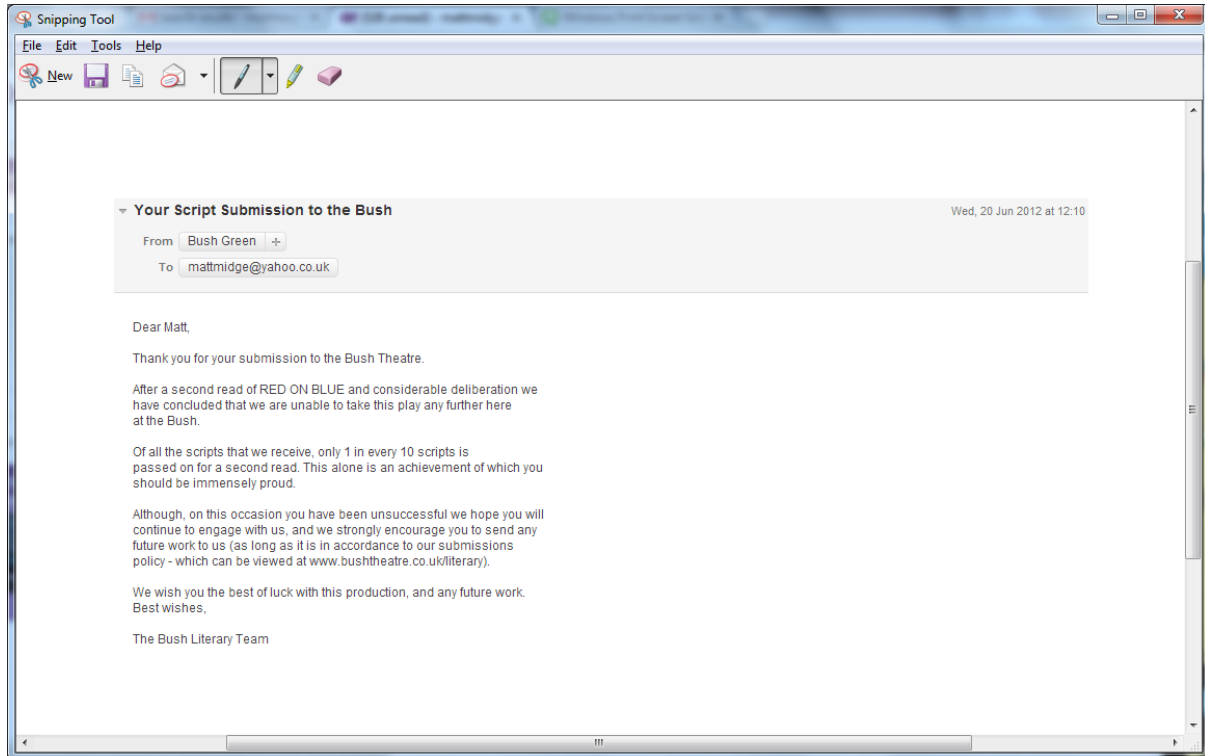 Snipping Tool
File Edit Tools Help
New
Your Script Submission to the Bush
Wed, 20 Jun 2012 at 12:10
From Bush Green +
To mattmidge@yahoo.co.uk
Dear Matt,
Thank you for your submission to the Bush Theatre.
After a second read of RED ON BLUE and considerable deliberation we
have concluded that we are unable to take this play any further here
at the Bush.
Of all the scripts that we receive, only 1 in every 10 scripts is
passed on for a second read. This alone is an achievement of which you
should be immensely proud.
Although, on this occasion you have been unsuccessful we hope you will
continue to engage with us, and we strongly encourage you to send any
future work to us (as long as it is in accordance to our submissions
policy - which can be viewed at www.bushtheatre.co.uk/literary).
We wish you the best of luck with this production, and any future work.
Best wishes,
The Bush Literary Team